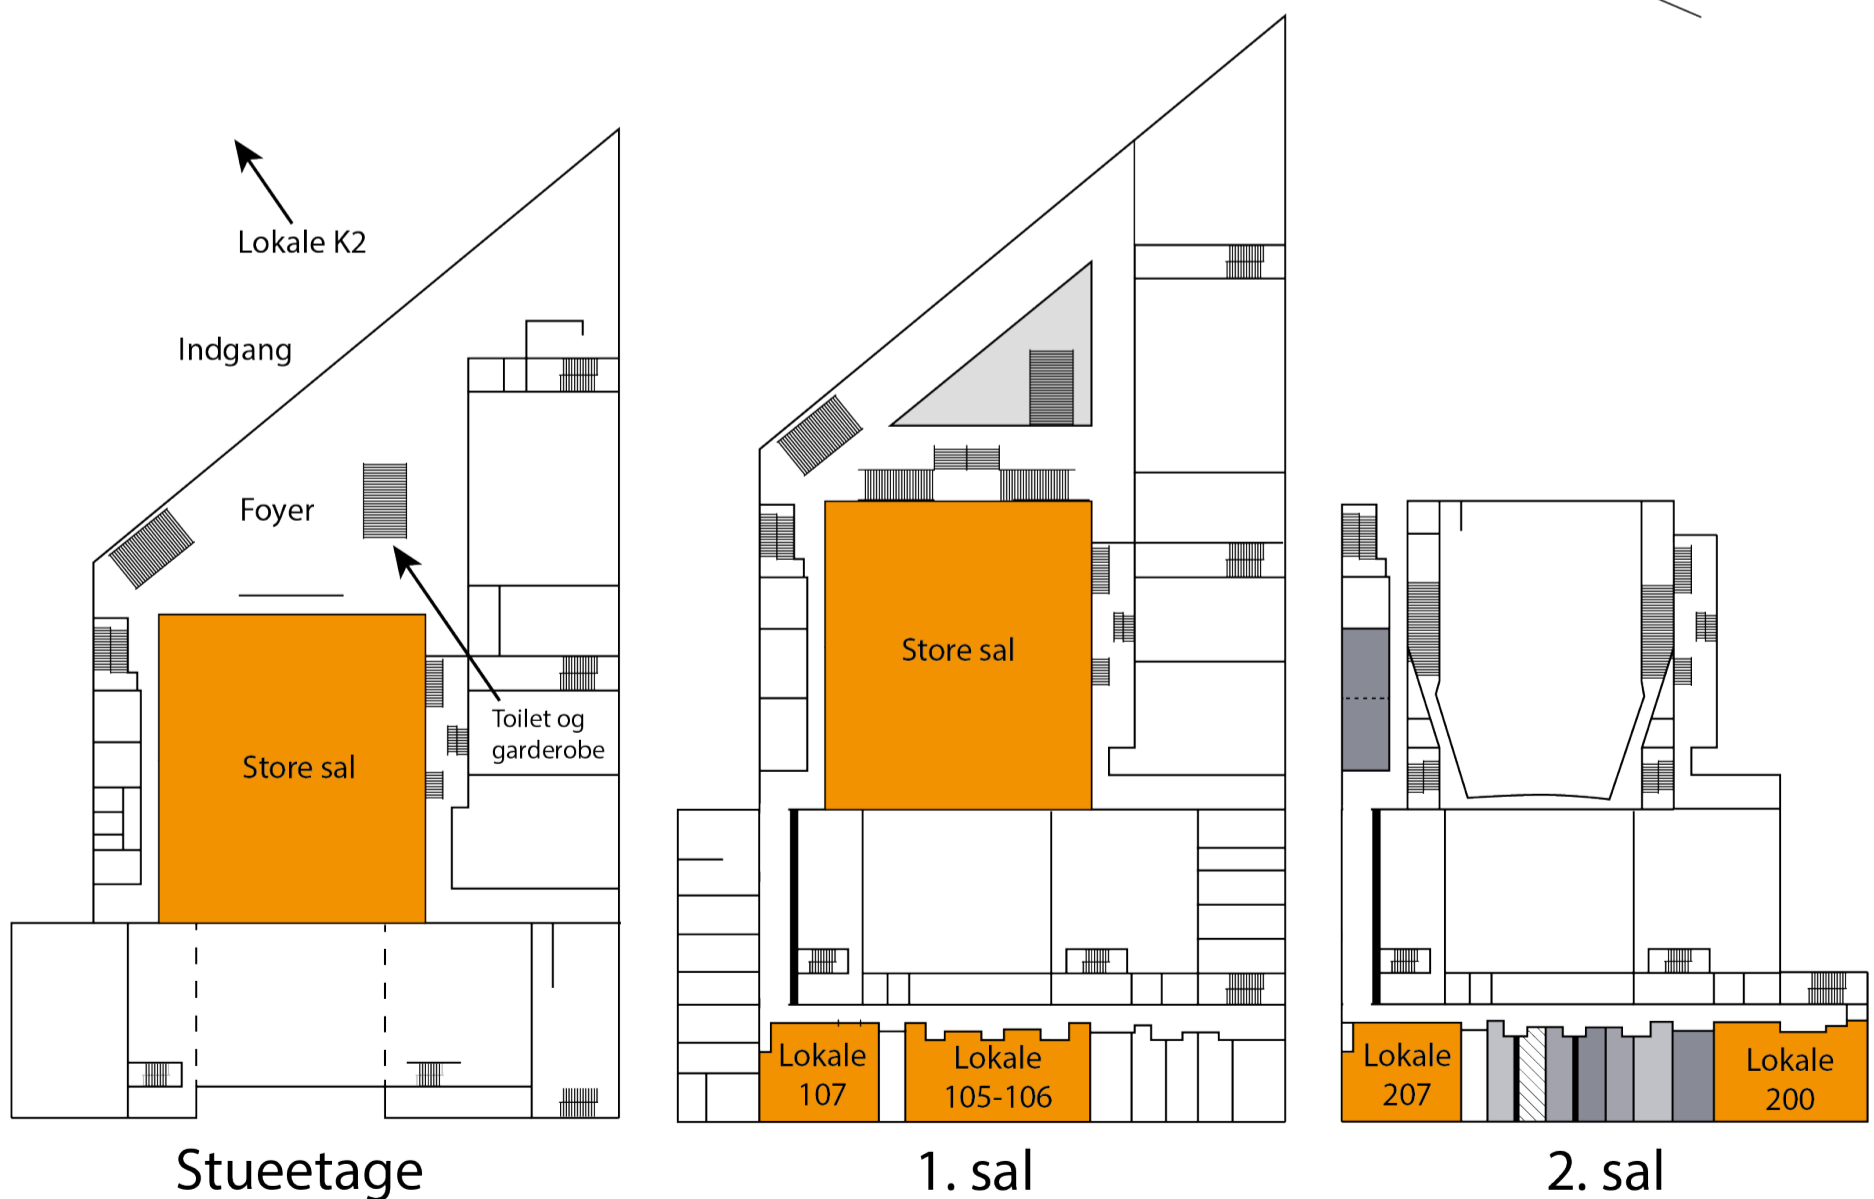 Lokale K2
Indgang
Foyer
Toilet og
garderobe
Store sal
Stueetage
Store sal
Lokale
107
Lokale
105-106
1. sal
Lokale
207
Lokale
200
2. sal